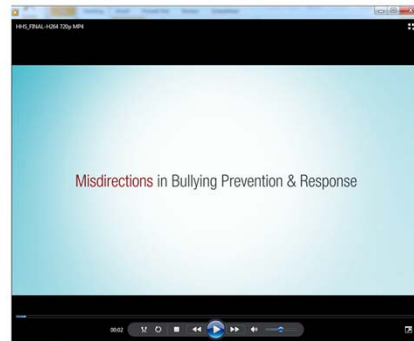 HHS_FINAL-H264 720p MP4
Misdirections in Bullying Prevention & Response
00:02